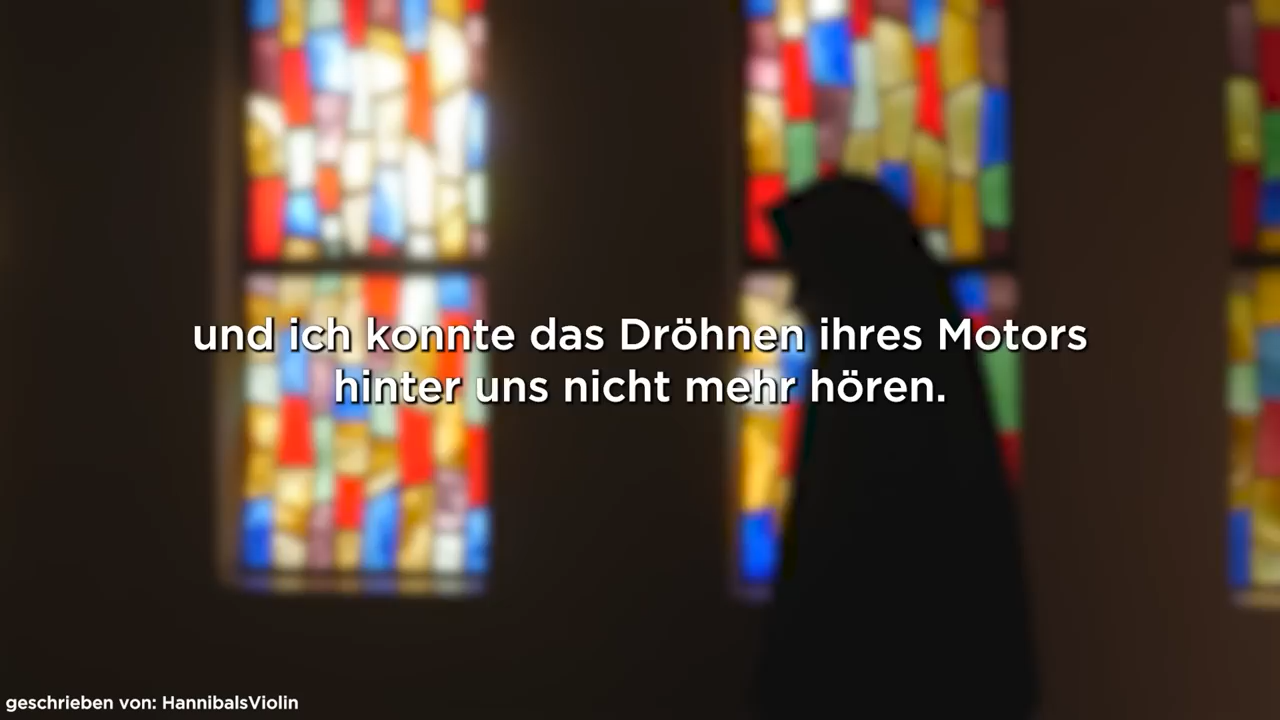 und ich konnte das Dröhnen ihres Motors
hinter uns nicht mehr hören.
geschrieben von: HannibalsViolin